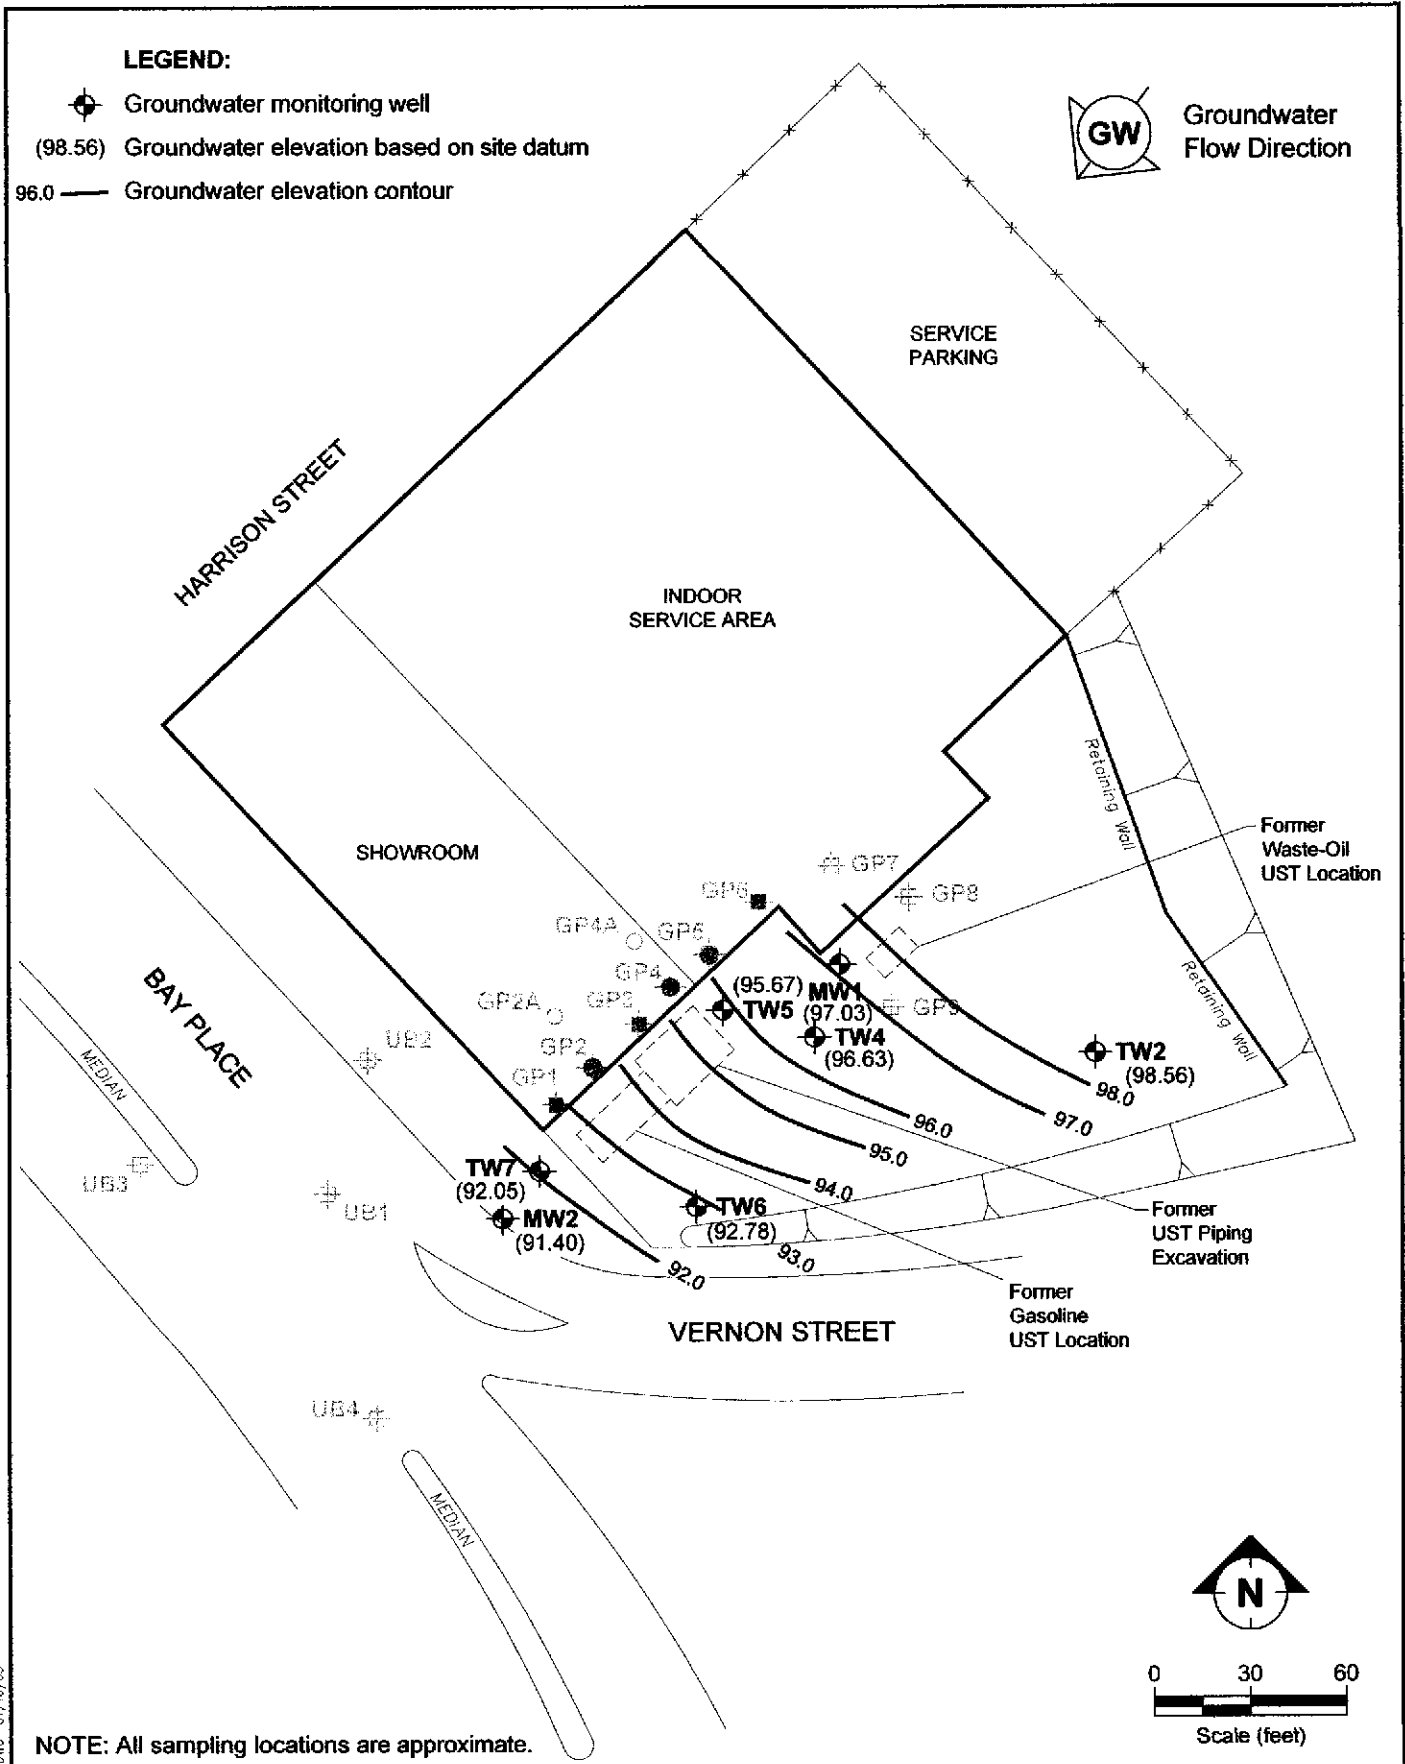 LEGEND:
Groundwater monitoring well
(98.56) Groundwater elevation based on site datum
96.0 Groundwater elevation contour
GW
Groundwater
Flow Direction
SERVICE
PARKING
HARRISON STREET
INDOOR
SERVICE AREA
Retaining Wall
SHOWROOM
Former
Waste-Oil
UST Location
GP7
GP6
GP8
GP4A
GP5
BAY PLACE
GP4
(95.67)
TW5
MW1
(97.03)
GP9
Retaining Wall
GP2A
GP3
TW4
(96.63)
TW2
(98.56)
MEDIAN
UB2
GP2
GP1
98.0
97.0
96.0
95.0
94.0
UB3
TW7
(92.05)
UB1
MW2
(91.40)
TW6
(92.78)
93.0
92.0
Former
UST Piping
Excavation
Former
Gasoline
UST Location
VERNON STREET
UB4
MEDIAN
N
0 30 60
Scale (feet)
NOTE: All sampling locations are approximate.